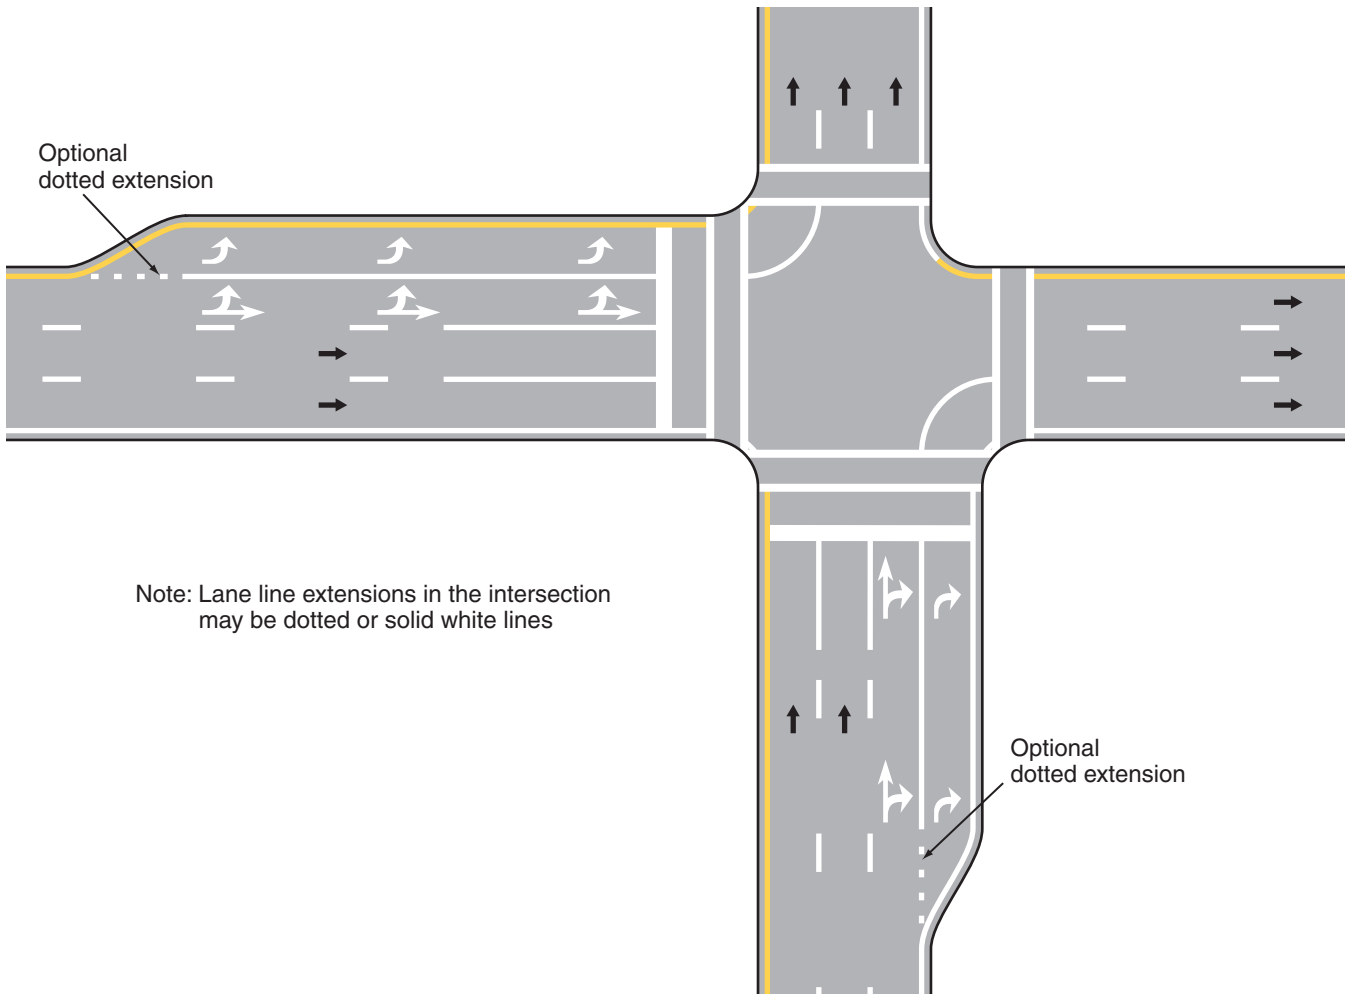 Optional
dotted extension
Note: Lane line extensions in the intersection
may be dotted or solid white lines
Optional
dotted extension